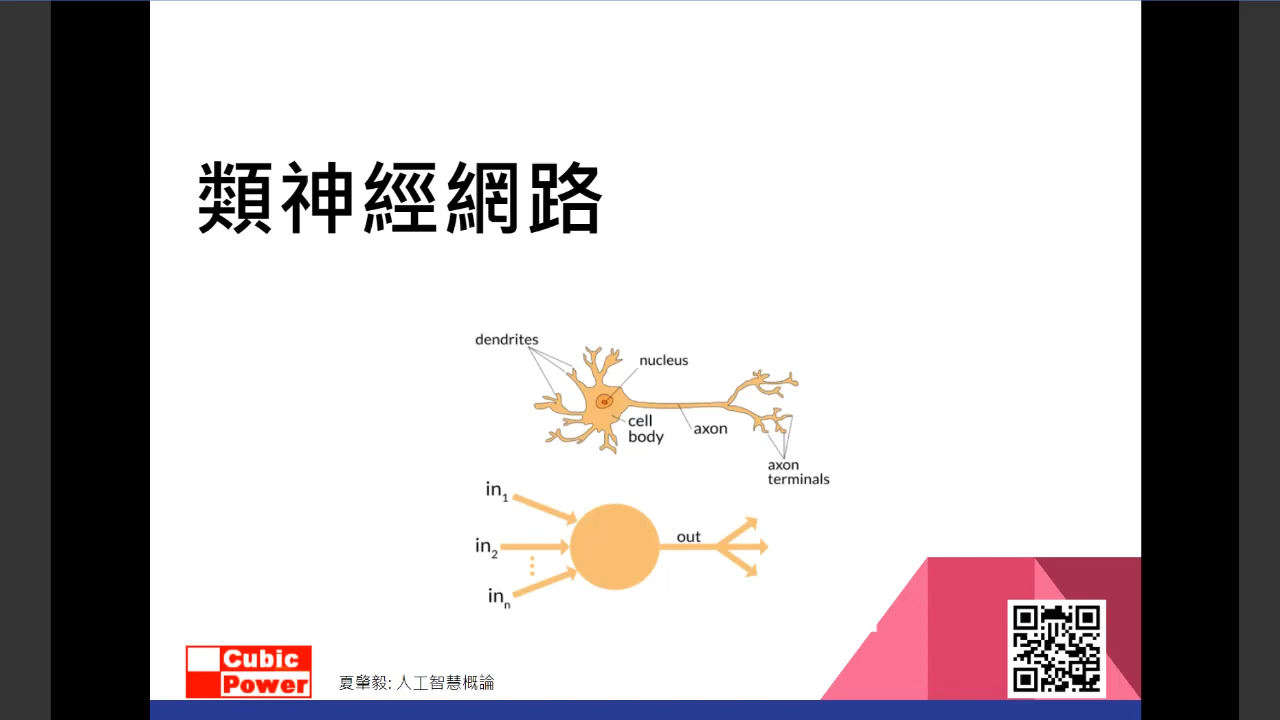 類神經網路
dendrites
nucleus
cell
body
axon
axon
terminals
in1
in2
inn
out
Cubic
Power
夏肇毅: 人工智慧概論